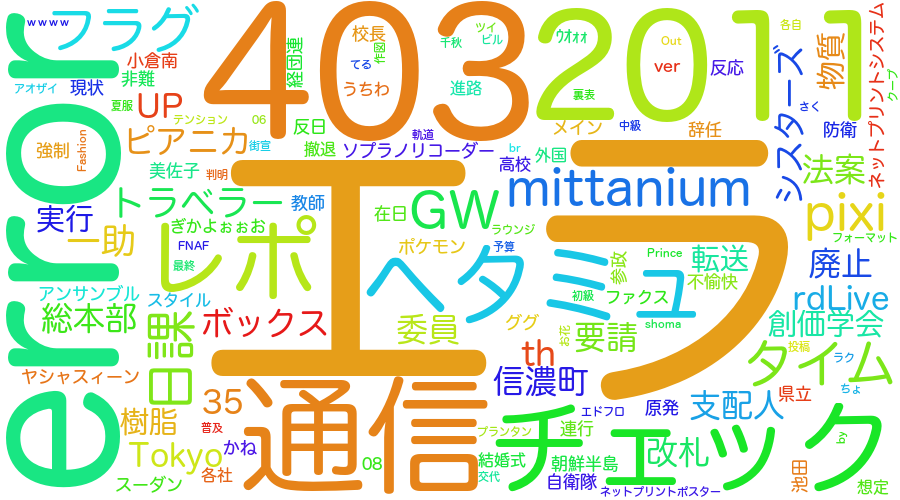 wwww
フラグ
403
2011
error
エラー
小倉南
非難
現状
アオザイ
夏服
UP
テンション
06
経団連
校長
作図
てる
うちわ
千秋
ツイ
ビル
進路
ウオォォ
裏表
Out
ver
反応
各自
物質
ネットプリントシステム
クープ
さく
シスターズ
防衛
辞任
メイン
中級
軌道
反日
街宣
撤退
ソプラノリコーダー
br
高校
外国
ピアニカ
強制
Fashion
美佐子
判明
mittanium
法案
トラベラー
教師
在日
GW
ラウンジ
pixi
フォーマット
実行
ぎかよぉぉお
一助
FNAF
最終
レポ
ポケモン
予算
ヘタミュ
参政
Prince
転送
不愉快
廃止
rdLive
アンサンブル
スタイル
初級
ファクス
shoma
創価学会
総本部
日課
ボックス
委員
ググ
お花
要請
th
タイム
投稿
ラク
ちょ
県立
ヤシャスィーン
信濃町
エドフロ
原発
支配人
35
樹脂
普及
通信
チェック
プランタン
連行
Tokyo
かね
各社
08
結婚式
交代
朝鮮半島
自衛隊
改札
by
池田
想定
スーダン
ネットプリントポスター